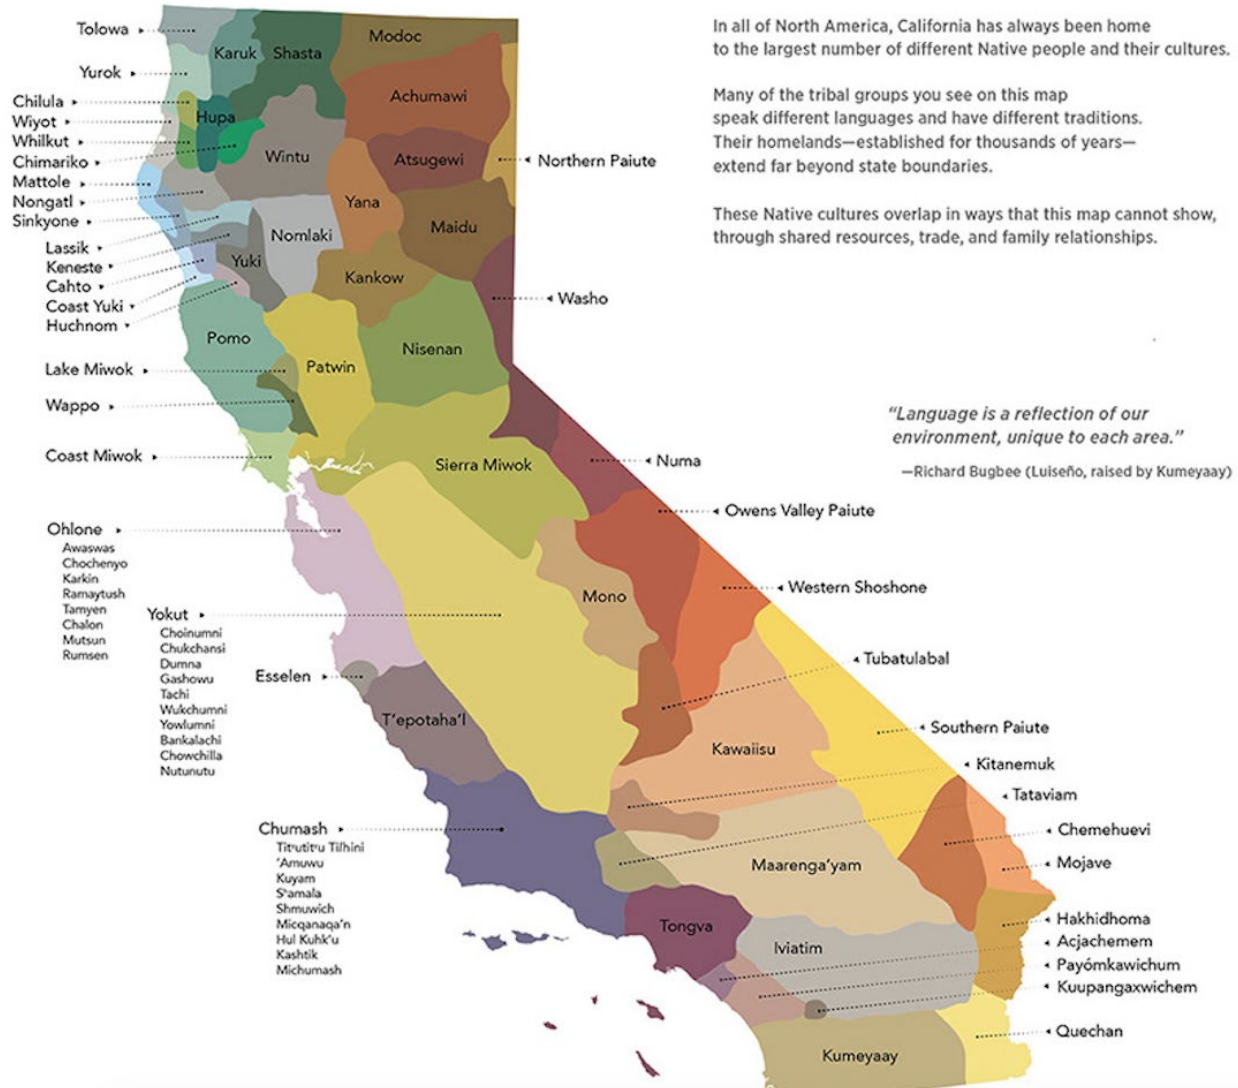 In all of North America, California has always been home
to the largest number of different Native people and their cultures.
Many of the tribal groups you see on this map
speak different languages and have different traditions.
Their homelands—established for thousands of years—
extend far beyond state boundaries.
These Native cultures overlap in ways that this map cannot show,
through shared resources, trade, and family relationships.
"Language is a reflection of our
environment, unique to each area."
—Richard Bugbee (Luiseño, raised by Kumeyaay)
Tolowa
Yurok
Chilula
Wiyot
Whilkut
Chimariko
Mattole
Nongatl
Sinkyone
Lassik
Keneste
Cahto
Coast Yuki
Huchnom
Lake Miwok
Wappo
Coast Miwok
Ohlone
Awaswas
Chochenyo
Karkin
Ramaytush
Tamyen
Chalon
Mutsun
Rumsen
Yokut
Choinumni
Chukchansi
Dumna
Gashowu
Tachi
Wukchumni
Yowlumni
Bankalachi
Chowchilla
Nutunutu
Esselen
Chumash
Titʸutitʸu Tilhini
'Amuwu
Kuyam
Sʰamala
Shmuwich
Micqanaqa'n
Hul Kuhk'u
Kashtik
Michumash
Karuk
Shasta
Modoc
Achumawi
Hupa
Wintu
Atsugewi
Yana
Maidu
Nomlaki
Yuki
Kankow
Pomo
Patwin
Nisenan
Sierra Miwok
Mono
T'epotaha'l
Kawaiisu
Maarenga'yam
Tongva
Iviatim
Kumeyaay
Northern Paiute
Washo
Numa
Owens Valley Paiute
Western Shoshone
Tubatulabal
Southern Paiute
Kitanemuk
Tataviam
Chemehuevi
Mojave
Hakhidhoma
Acjachemem
Payómkawichum
Kuupangaxwichem
Quechan